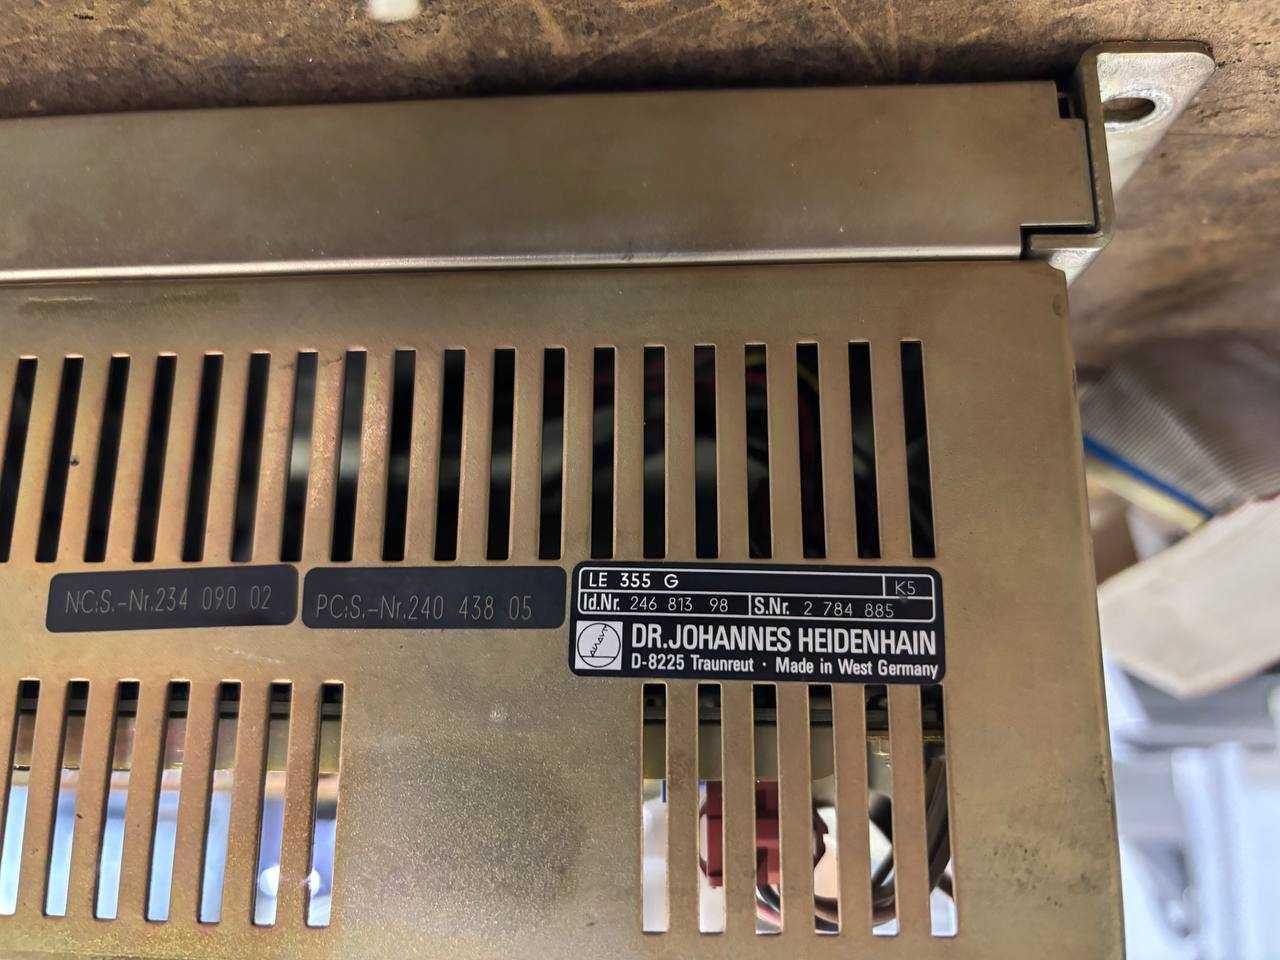 NC:S.-Nr.234 090 02
PC:S.-Nr.240 438 05
LE 355 G K5
Id.Nr. 246 813 98 S.Nr. 2 784 885
DR.JOHANNES HEIDENHAIN
D-8225 Traunreut · Made in West Germany